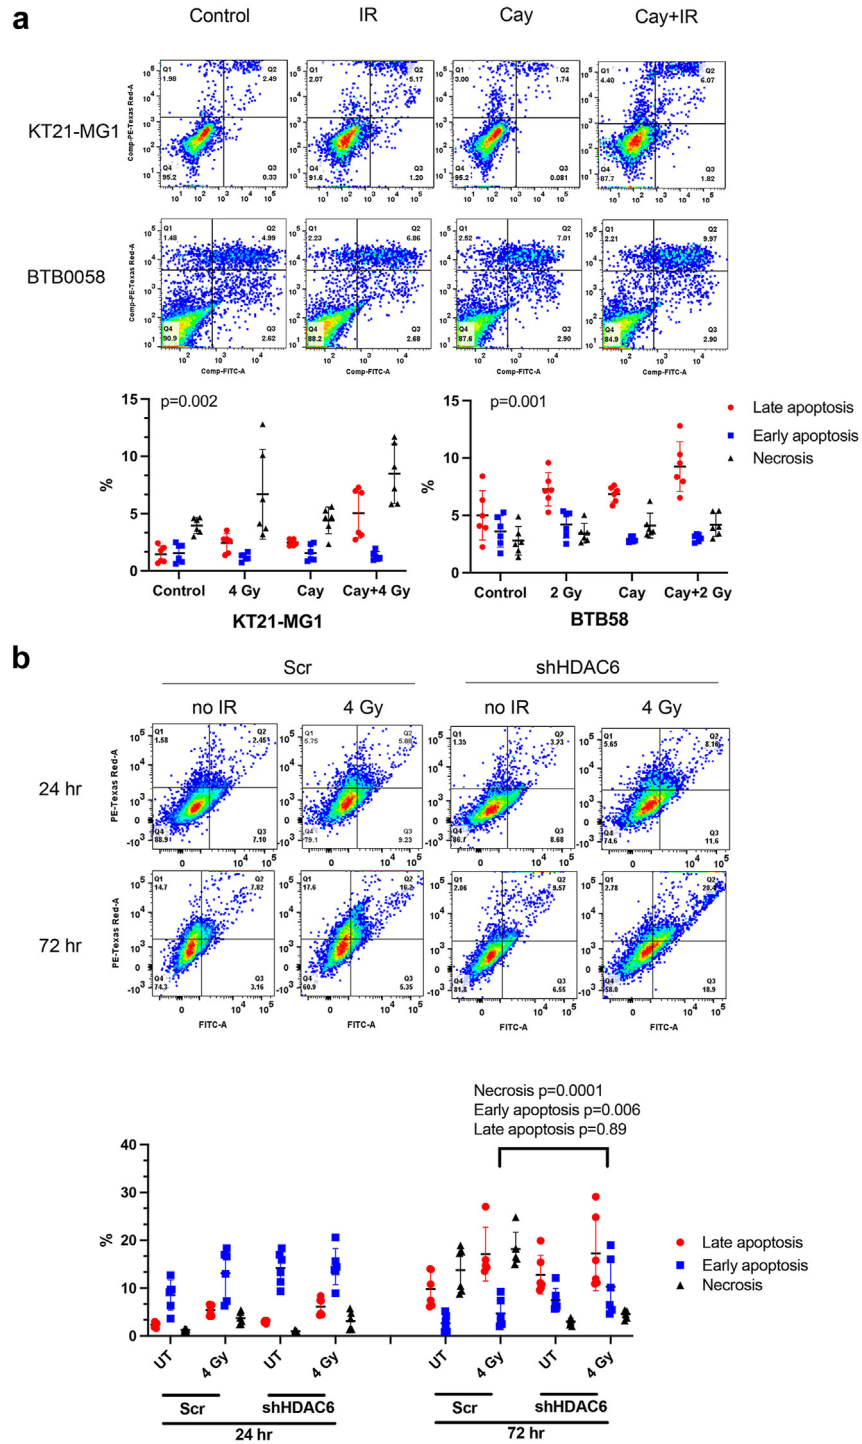 a
Control IR Cay Cay+IR
KT21-MG1
Comp-PE-Texas Red-A
Q1 1.98 Q2 2.49 Q3 0.33 Q4 95.2
Q1 2.07 Q2 5.17 Q3 1.20 Q4 91.6
Q1 3.00 Q2 1.74 Q3 0.081 Q4 95.2
Q1 4.40 Q2 6.07 Q3 1.82 Q4 87.7
BTB0058
Comp-PE-Texas Red-A
Q1 1.48 Q2 4.99 Q3 2.62 Q4 90.9
Q1 2.23 Q2 6.86 Q3 2.68 Q4 88.2
Q1 2.52 Q2 7.01 Q3 2.90 Q4 87.6
Q1 2.21 Q2 9.97 Q3 2.90 Q4 84.9
Comp-FITC-A Comp-FITC-A Comp-FITC-A Comp-FITC-A
p=0.002
%
15
10
5
0
Control 4 Gy Cay Cay+4 Gy
KT21-MG1
p=0.001
%
15
10
5
0
Control 2 Gy Cay Cay+2 Gy
BTB58
Late apoptosis
Early apoptosis
Necrosis
b
Scr shHDAC6
no IR 4 Gy no IR 4 Gy
24 hr
PE-Texas Red-A
Q1 1.58 Q2 2.45 Q3 7.10 Q4 88.9
Q1 5.75 Q2 5.88 Q3 9.23 Q4 79.1
Q1 1.35 Q2 3.23 Q3 8.68 Q4 86.7
Q1 5.65 Q2 8.16 Q3 11.6 Q4 74.6
72 hr
PE-Texas Red-A
Q1 14.7 Q2 7.82 Q3 3.16 Q4 74.3
Q1 17.6 Q2 16.2 Q3 5.35 Q4 60.9
Q1 2.06 Q2 9.57 Q3 6.55 Q4 81.8
Q1 2.78 Q2 20.4 Q3 18.9 Q4 58.0
FITC-A FITC-A FITC-A FITC-A
Necrosis p=0.0001
Early apoptosis p=0.006
Late apoptosis p=0.89
%
40
30
20
10
0
UT 4 Gy UT 4 Gy UT 4 Gy UT 4 Gy
Scr shHDAC6 Scr shHDAC6
24 hr 72 hr
Late apoptosis
Early apoptosis
Necrosis